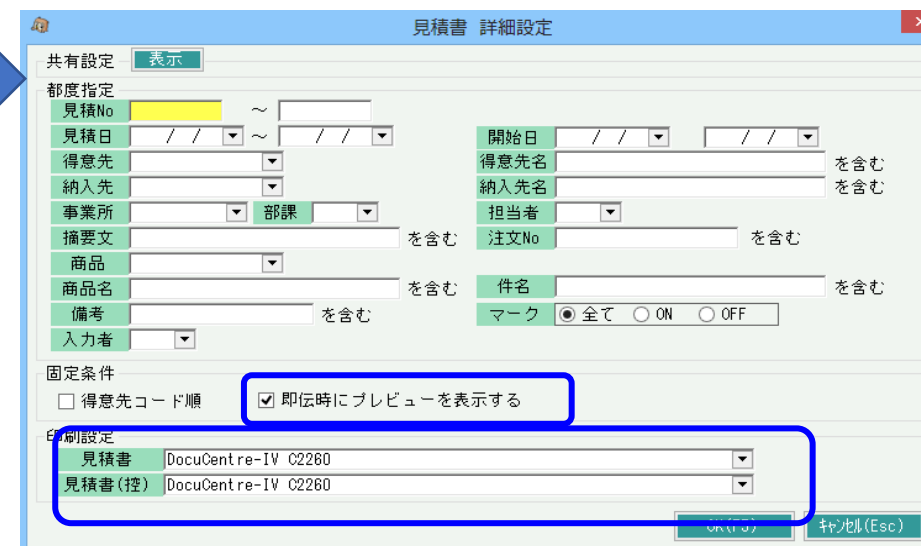 見積書 詳細設定
共有設定 表示
都度指定
見積No ～
見積日 / / ～ / / 開始日 / / / /
得意先 得意先名 を含む
納入先 納入先名 を含む
事業所 部課 担当者
摘要文 を含む 注文No を含む
商品
商品名 を含む 件名 を含む
備考 を含む マーク 全て ON OFF
入力者
固定条件
得意先コード順 即伝時にプレビューを表示する
印刷設定
見積書 DocuCentre-IV C2260
見積書(控) DocuCentre-IV C2260
OK(F5) ｷｬﾝｾﾙ(Esc)